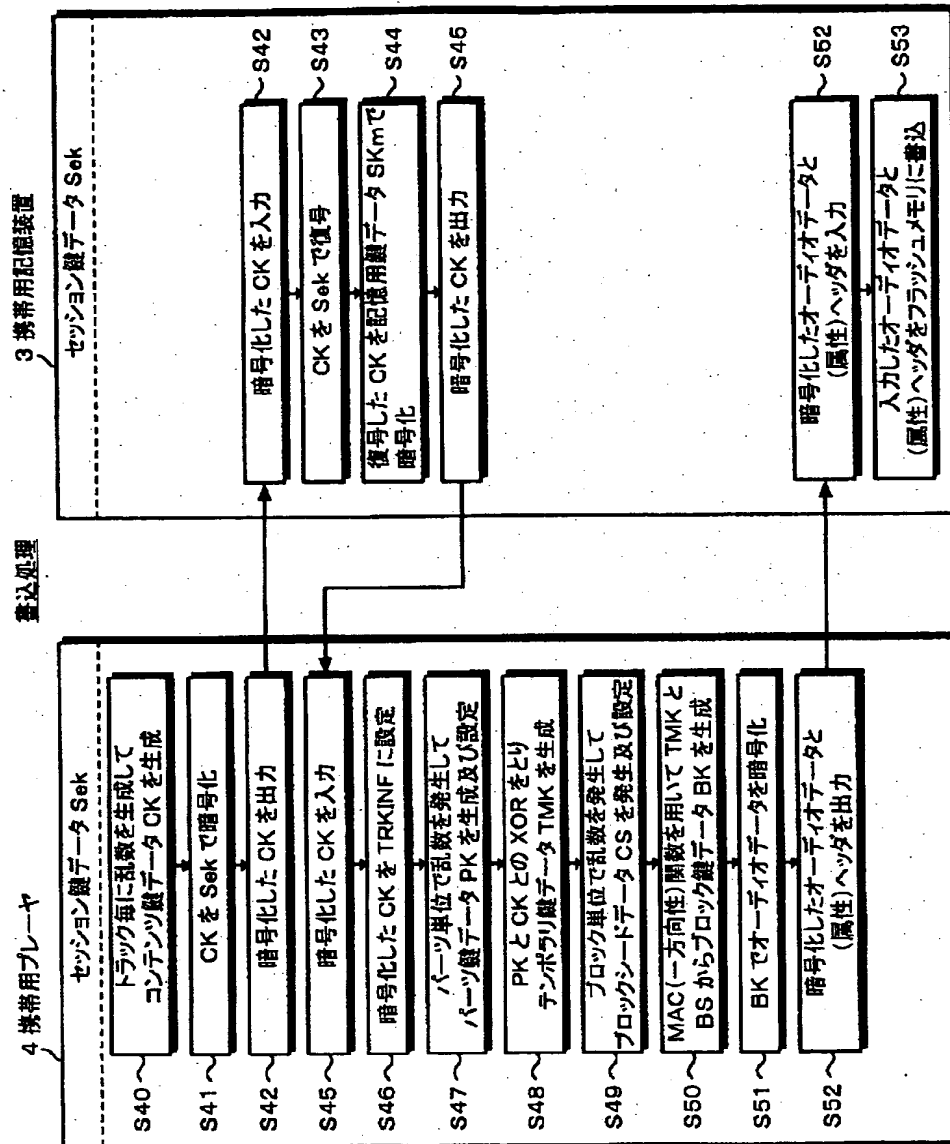 書込処理
4 携帯用プレーヤ
セッション鍵データ Sek
S40
トラック毎に乱数を生成して
コンテンツ鍵データ CK を生成
S41
CK を Sek で暗号化
S42
暗号化した CK を出力
S45
暗号化した CK を入力
S46
暗号化した CK を TRKINF に設定
S47
パーツ単位で乱数を発生して
パーツ鍵データ PK を生成及び設定
S48
PK と CK との XOR をとり
テンポラリ鍵データ TMK を生成
S49
ブロック単位で乱数を発生して
ブロックシードデータ CS を発生及び設定
S50
MAC(一方向性)関数を用いて TMK と
BS からブロック鍵データ BK を生成
S51
BK でオーディオデータを暗号化
S52
暗号化したオーディオデータと
(属性)ヘッダを出力
3 携帯用記憶装置
セッション鍵データ Sek
暗号化した CK を入力
S42
CK を Sek で復号
S43
復号した CK を記憶用鍵データ SKm で
暗号化
S44
暗号化した CK を出力
S45
暗号化したオーディオデータと
(属性)ヘッダを入力
S52
入力したオーディオデータと
(属性)ヘッダをフラッシュメモリに書込
S53